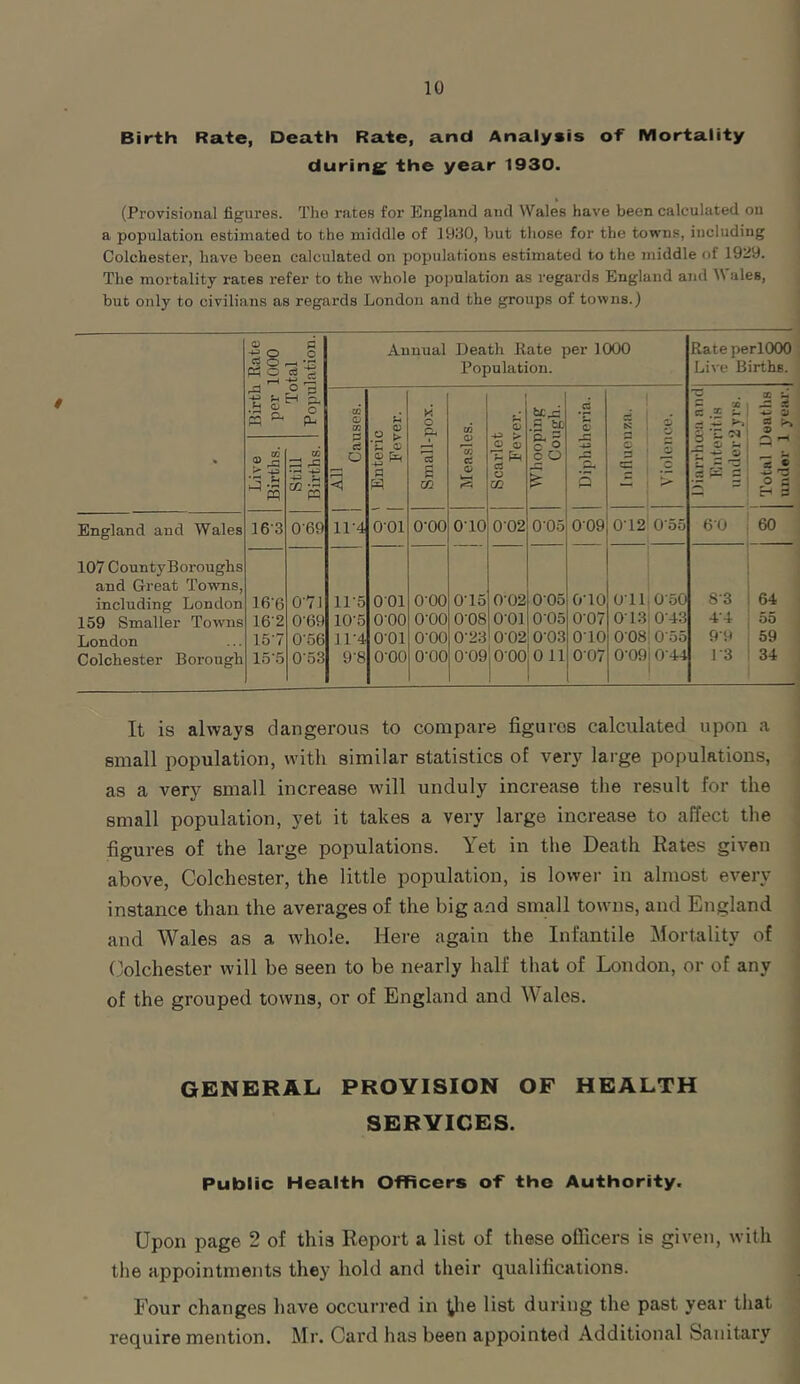 10
Birth Rate, Death Rate, and Analysis of Mortality
during the year 1930.
(Provisional figures. The rates for England and Wales have been calculated on
a population estimated to the middle of 1930, but those for the towns, including
Colchester, have been calculated on populations estimated to the middle of 1929.
The mortality rates refer to the whole population as regards England and Wales,
but only to civilians as regards London and the groups of towns.)
Birth Rate per 1000 Total Population. Annual Death Rate per 1000 Population. Rate per 1000 Live Births.
Live Births. Still Births. All Causes. Enteric Fever. Small-pox. Measles. Scarlet Fever. Whooping Cough. Diphtheria. Influenza. Violence. Diarrhœa and Enteritis under 2 yrs. Total Deaths under 1 year.
England and Wales 16·3 0·69 11·4 0·01 0·00 0·10 0·02 0·05 0·09 0·12 0·55 6·0 60
107 County Boroughs
and Great Towns,
including London 16·6 0·71 11·5 0·01 0·00 0·15 0·02 0·05 0·10 0·11 0·50 8·3 64
159 Smaller Towns 16·2 0·69 10·5 0·00 0·00 0·08 0·01 0·05 0·07 0·13 0·43 4·4 55
London ... 15·7 0·56 11·4 0·01 0·00 0·23 0·02 0·03 0·10 0·08 0·55 9·9 59
Colchester Borough 15·5 0·53 9·8 0·00 0·00 0·09 0·00 0 11 0·07 0·09 0·44 1·3 34
It is always dangerous to compare figures calculated upon a
small population, with similar statistics of very large populations,
as a very small increase will unduly increase the result for the
small population, yet it takes a very large increase to affect the
figures of the large populations. Yet in the Death Rates given
above, Colchester, the little population, is lower in almost every
instance than the averages of the big and small towns, and England
and Wales as a whole. Here again the Infantile Mortality of
Colchester will be seen to be nearly half that of London, or of any
of the grouped towns, or of England and Wales.
GENERAL PROVISION OF HEALTH
SERVICES.
Public Health Officers of the Authority.
Upon page 2 of this Report a list of these officers is given, with
the appointments they hold and their qualifications.
Four changes have occurred in the list during the past year that
require mention. Mr. Card has been appointed Additional Sanitary